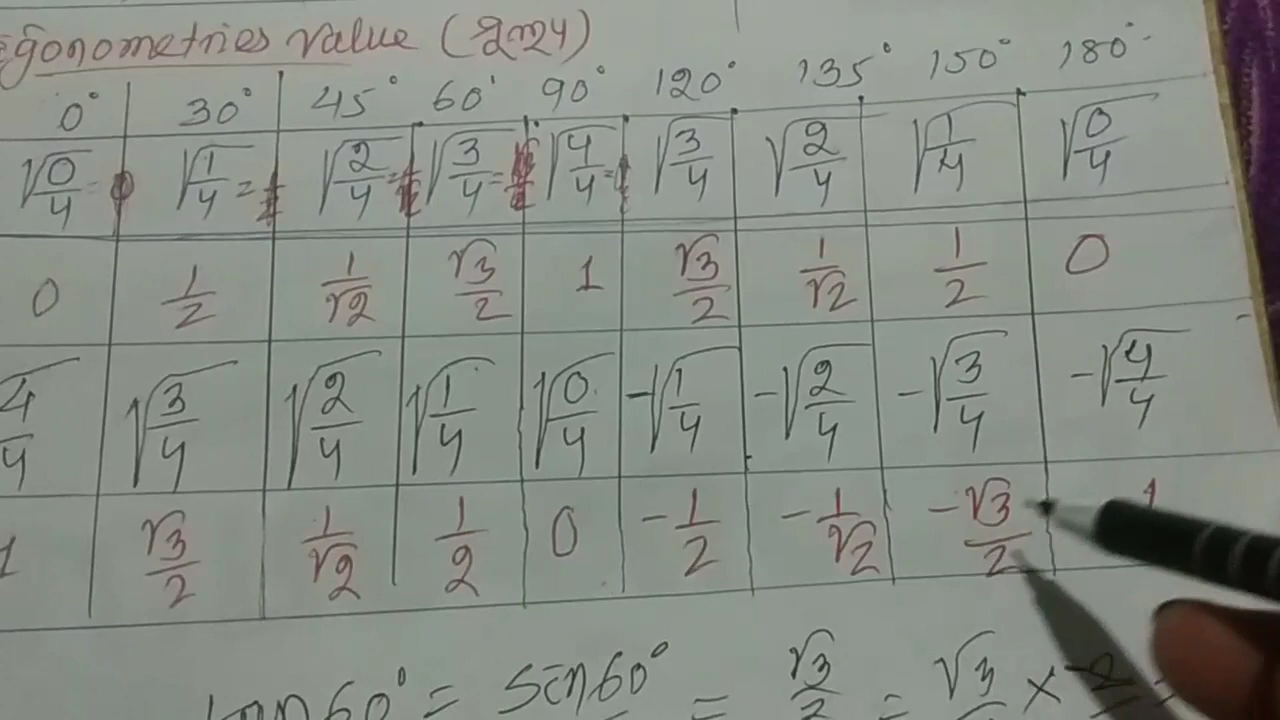 gonometries value (ମୂଲ୍ୟ)
0° 30° 45° 60° 90° 120° 135° 150° 180°
√0/4 = √1/4 = √2/4 = √3/4 = √4/4 = √3/4 √2/4 √1/4 √0/4
0 1/2 1/√2 √3/2 1 √3/2 1/√2 1/2 0
4/4 √3/4 √2/4 √1/4 √0/4 -√1/4 -√2/4 -√3/4 -√4/4
1 √3/2 1/√2 1/2 0 -1/2 -1/√2 -√3/2 1
tan60° = sin60° = √3/2 = √3 × 2 =